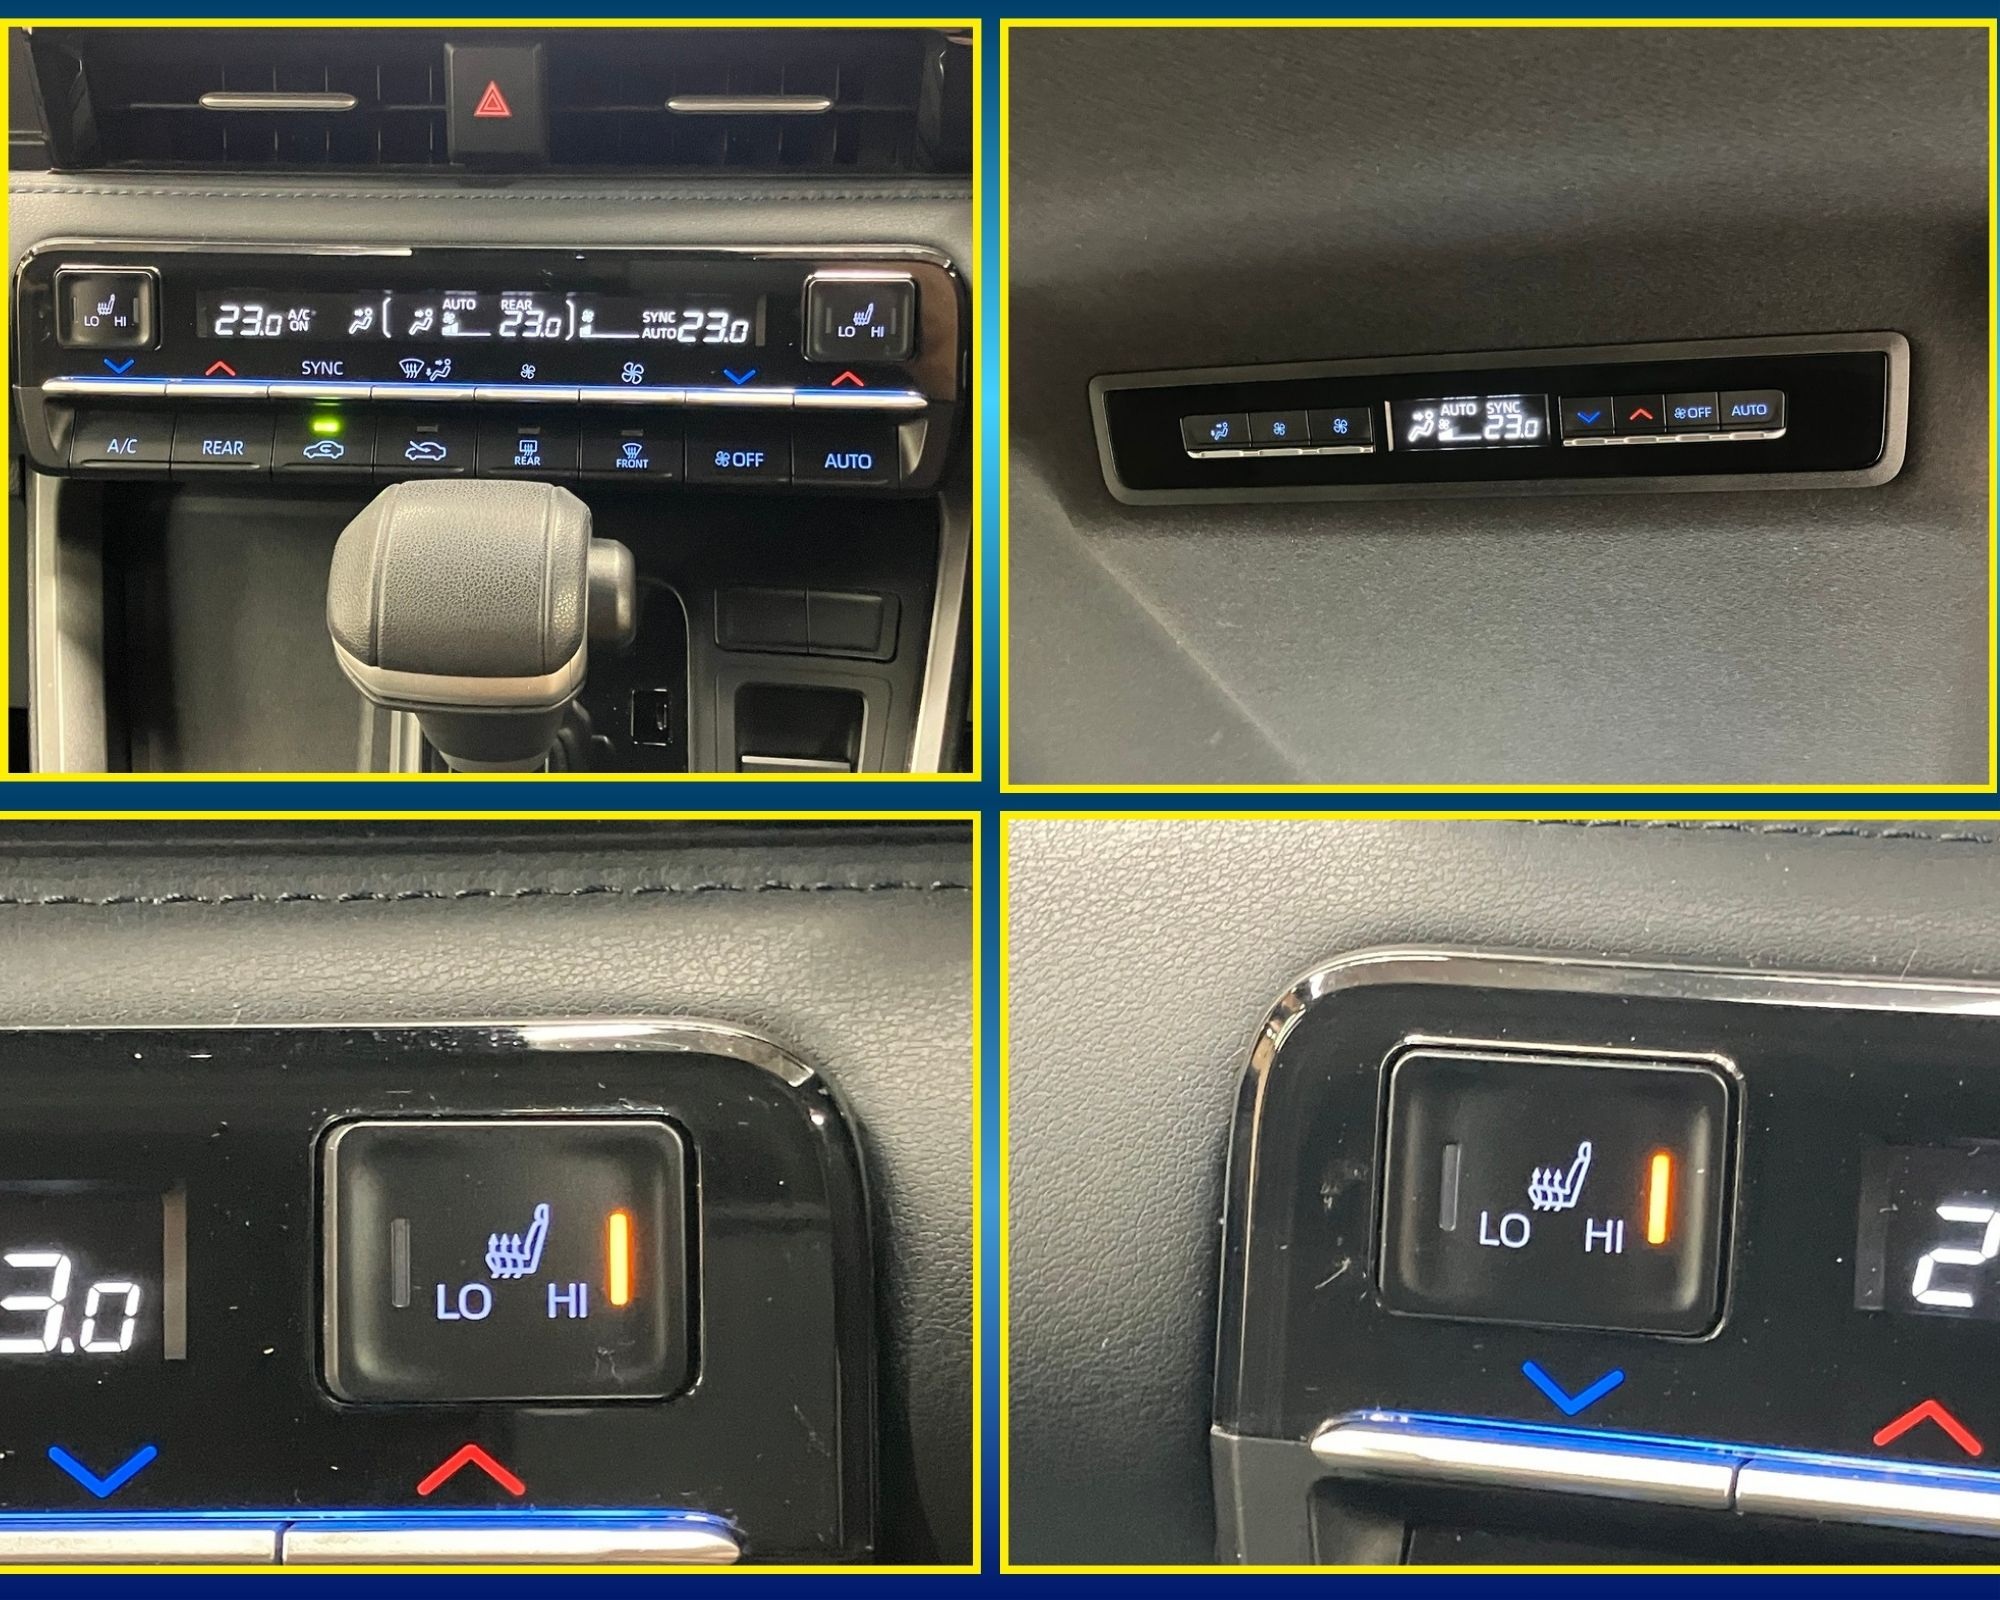 AUTO REAR
LO HI 23.0 A/C ON 23.0 SYNC AUTO 23.0 LO HI
SYNC
A/C REAR REAR FRONT OFF AUTO
AUTO SYNC
23.0 OFF AUTO
3.0 LO HI
LO HI 2